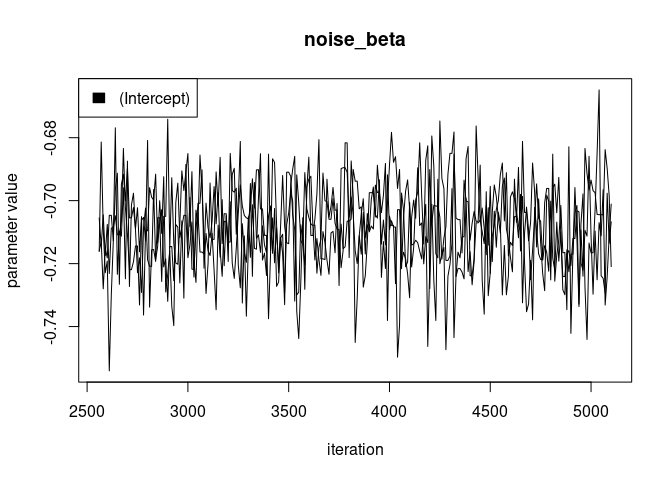 noise_beta
(Intercept)
parameter value
-0.68
-0.70
-0.72
-0.74
2500 3000 3500 4000 4500 5000
iteration